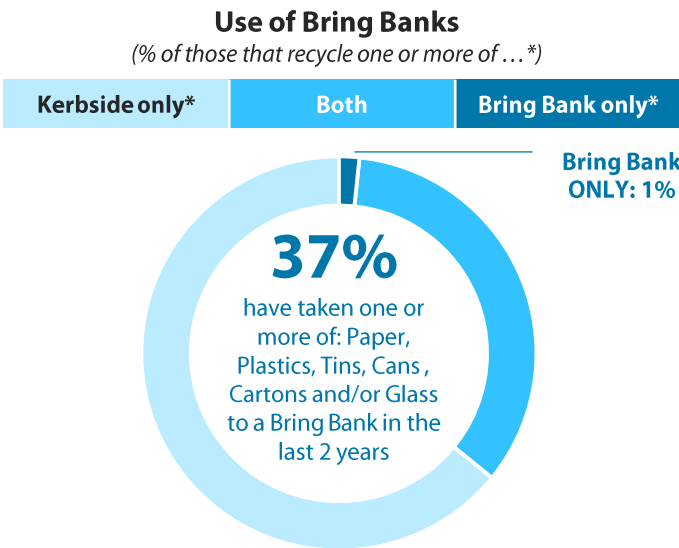 Use of Bring Banks
(% of those that recycle one or more of …*)
Kerbside only* Both Bring Bank only*
Bring Bank
ONLY: 1%
37%
have taken one or
more of: Paper,
Plastics, Tins, Cans ,
Cartons and/or Glass
to a Bring Bank in the
last 2 years